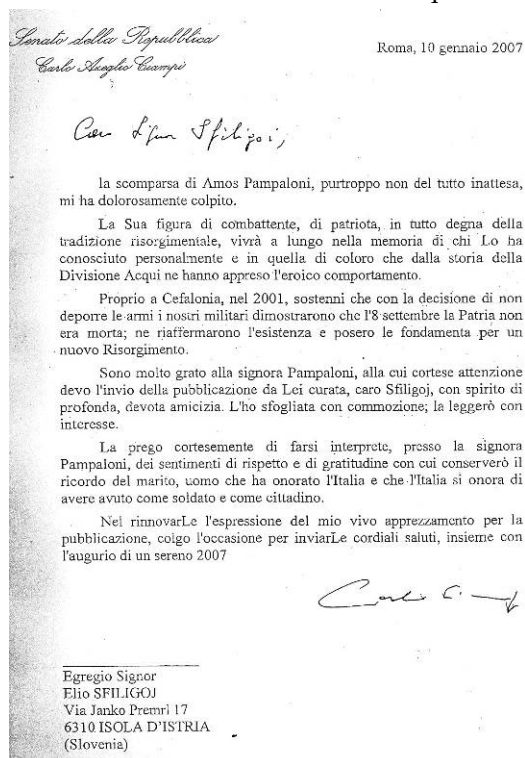 Senato della Repubblica
Carlo Azeglio Ciampi
Roma, 10 gennaio 2007
Caro Signor Sfiligoi,
la scomparsa di Amos Pampaloni, purtroppo non del tutto inattesa,
mi ha dolorosamente colpito.
La Sua figura di combattente, di patriota, in tutto degna della
tradizione risorgimentale, vivrà a lungo nella memoria di chi Lo ha
conosciuto personalmente e in quella di coloro che dalla storia della
Divisione Acqui ne hanno appreso l'eroico comportamento.
Proprio a Cefalonia, nel 2001, sostenni che con la decisione di non
deporre le armi i nostri militari dimostrarono che l'8 settembre la Patria non
era morta; ne riaffermarono l'esistenza e posero le fondamenta per un
nuovo Risorgimento.
Sono molto grato alla signora Pampaloni, alla cui cortese attenzione
devo l'invio della pubblicazione da Lei curata, caro Sfiligoj, con spirito di
profonda, devota amicizia. L'ho sfogliata con commozione; la leggerò con
interesse.
La prego cortesemente di farsi interprete, presso la signora
Pampaloni, dei sentimenti di rispetto e di gratitudine con cui conserverò il
ricordo del marito, uomo che ha onorato l'Italia e che l'Italia si onora di
avere avuto come soldato e come cittadino.
Nel rinnovarLe l'espressione del mio vivo apprezzamento per la
pubblicazione, colgo l'occasione per inviarLe cordiali saluti, insieme con
l'augurio di un sereno 2007
Egregio Signor
Elio SFILIGOJ
Via Janko Premrl 17
6310 ISOLA D'ISTRIA
(Slovenia)